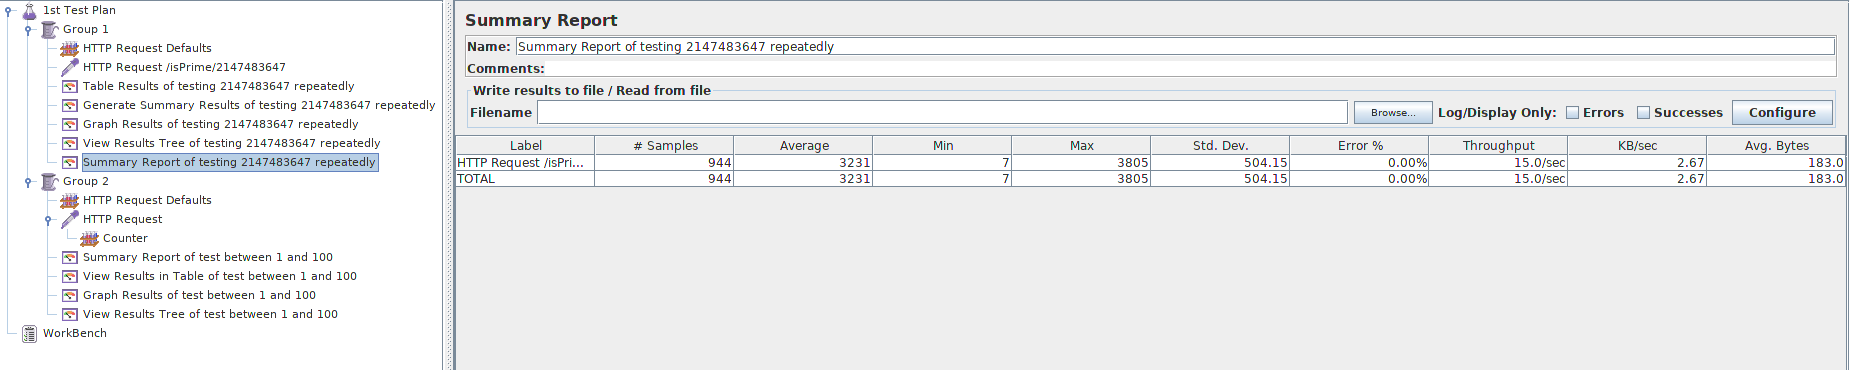 1st Test Plan
Group 1
HTTP Request Defaults
HTTP Request /isPrime/2147483647
Table Results of testing 2147483647 repeatedly
Generate Summary Results of testing 2147483647 repeatedly
Graph Results of testing 2147483647 repeatedly
View Results Tree of testing 2147483647 repeatedly
Summary Report of testing 2147483647 repeatedly
Group 2
HTTP Request Defaults
HTTP Request
Counter
Summary Report of test between 1 and 100
View Results in Table of test between 1 and 100
Graph Results of test between 1 and 100
View Results Tree of test between 1 and 100
WorkBench
Summary Report
Name: Summary Report of testing 2147483647 repeatedly
Comments:
Write results to file / Read from file
Filename Browse... Log/Display Only: Errors Successes Configure
Label # Samples Average Min Max Std. Dev. Error % Throughput KB/sec Avg. Bytes
HTTP Request /isPri... 944 3231 7 3805 504.15 0.00% 15.0/sec 2.67 183.0
TOTAL 944 3231 7 3805 504.15 0.00% 15.0/sec 2.67 183.0